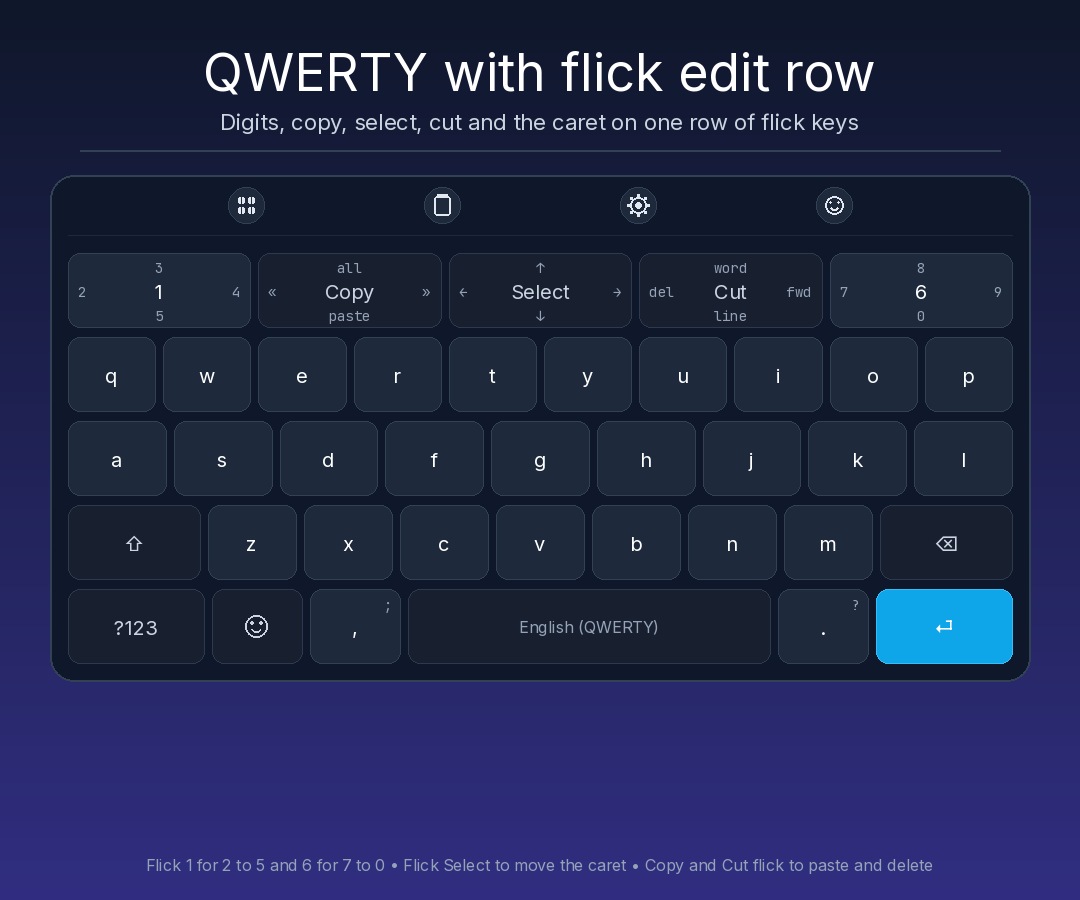 QWERTY with flick edit row
Digits, copy, select, cut and the caret on one row of flick keys
3 all ↑ word 8
2 1 4 « Copy » ← Select → del Cut fwd 7 6 9
5 paste ↓ line 0
q w e r t y u i o p
a s d f g h j k l
⇧ z x c v b n m ⌫
; ?
?123 , English (QWERTY) . ↵
Flick 1 for 2 to 5 and 6 for 7 to 0 • Flick Select to move the caret • Copy and Cut flick to paste and delete